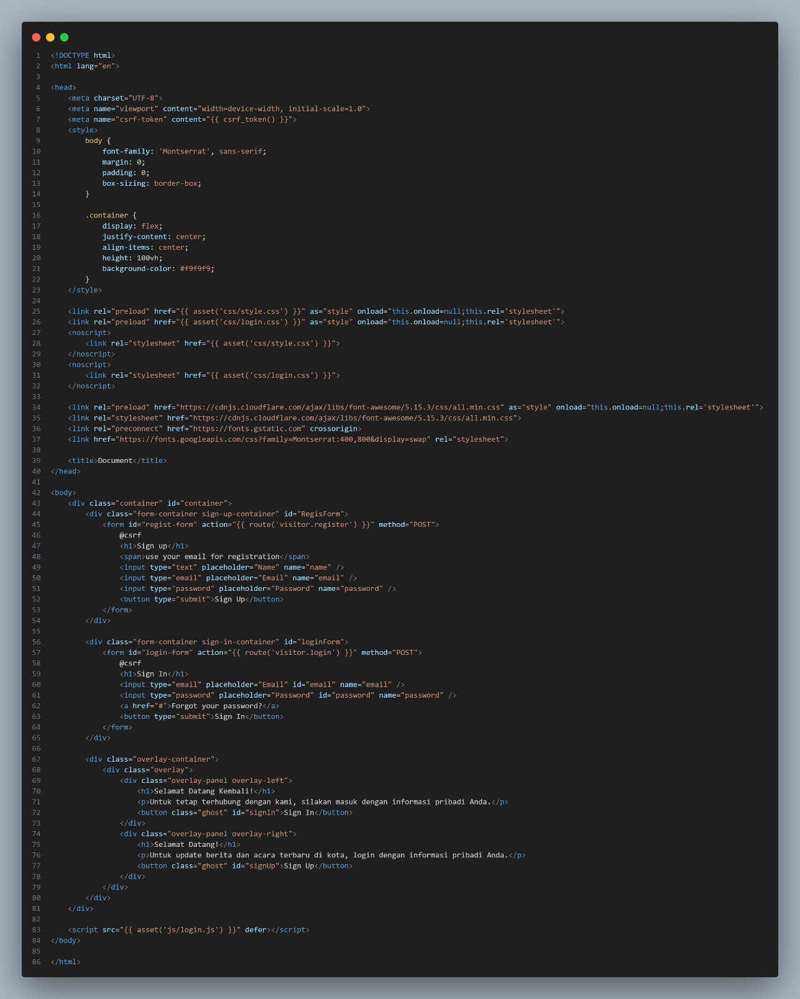 1 <!DOCTYPE html>
2 <html lang="en">
3
4 <head>
5     <meta charset="UTF-8">
6     <meta name="viewport" content="width=device-width, initial-scale=1.0">
7     <meta name="csrf-token" content="{{ csrf_token() }}">
8     <style>
9         body {
10             font-family: 'Montserrat', sans-serif;
11             margin: 0;
12             padding: 0;
13             box-sizing: border-box;
14         }
15
16         .container {
17             display: flex;
18             justify-content: center;
19             align-items: center;
20             height: 100vh;
21             background-color: #f9f9f9;
22         }
23     </style>
24
25     <link rel="preload" href="{{ asset('css/style.css') }}" as="style" onload="this.onload=null;this.rel='stylesheet'">
26     <link rel="preload" href="{{ asset('css/login.css') }}" as="style" onload="this.onload=null;this.rel='stylesheet'">
27     <noscript>
28         <link rel="stylesheet" href="{{ asset('css/style.css') }}">
29     </noscript>
30     <noscript>
31         <link rel="stylesheet" href="{{ asset('css/login.css') }}">
32     </noscript>
33
34     <link rel="preload" href="https://cdnjs.cloudflare.com/ajax/libs/font-awesome/5.15.3/css/all.min.css" as="style" onload="this.onload=null;this.rel='stylesheet'">
35     <link rel="stylesheet" href="https://cdnjs.cloudflare.com/ajax/libs/font-awesome/5.15.3/css/all.min.css">
36     <link rel="preconnect" href="https://fonts.gstatic.com" crossorigin>
37     <link href="https://fonts.googleapis.com/css?family=Montserrat:400,800&display=swap" rel="stylesheet">
38
39     <title>Document</title>
40 </head>
41
42 <body>
43     <div class="container" id="container">
44         <div class="form-container sign-up-container" id="RegisForm">
45             <form id="regist-form" action="{{ route('visitor.register') }}" method="POST">
46                 @csrf
47                 <h1>Sign up</h1>
48                 <span>use your email for registration</span>
49                 <input type="text" placeholder="Name" name="name" />
50                 <input type="email" placeholder="Email" name="email" />
51                 <input type="password" placeholder="Password" name="password" />
52                 <button type="submit">Sign Up</button>
53             </form>
54         </div>
55
56         <div class="form-container sign-in-container" id="loginForm">
57             <form id="login-form" action="{{ route('visitor.login') }}" method="POST">
58                 @csrf
59                 <h1>Sign In</h1>
60                 <input type="email" placeholder="Email" id="email" name="email" />
61                 <input type="password" placeholder="Password" id="password" name="password" />
62                 <a href="#">Forgot your password?</a>
63                 <button type="submit">Sign In</button>
64             </form>
65         </div>
66
67         <div class="overlay-container">
68             <div class="overlay">
69                 <div class="overlay-panel overlay-left">
70                     <h1>Selamat Datang Kembali!</h1>
71                     <p>Untuk tetap terhubung dengan kami, silakan masuk dengan informasi pribadi Anda.</p>
72                     <button class="ghost" id="signIn">Sign In</button>
73                 </div>
74                 <div class="overlay-panel overlay-right">
75                     <h1>Selamat Datang!</h1>
76                     <p>Untuk update berita dan acara terbaru di kota, login dengan informasi pribadi Anda.</p>
77                     <button class="ghost" id="signUp">Sign Up</button>
78                 </div>
79             </div>
80         </div>
81     </div>
82
83     <script src="{{ asset('js/login.js') }}" defer></script>
84 </body>
85
86 </html>